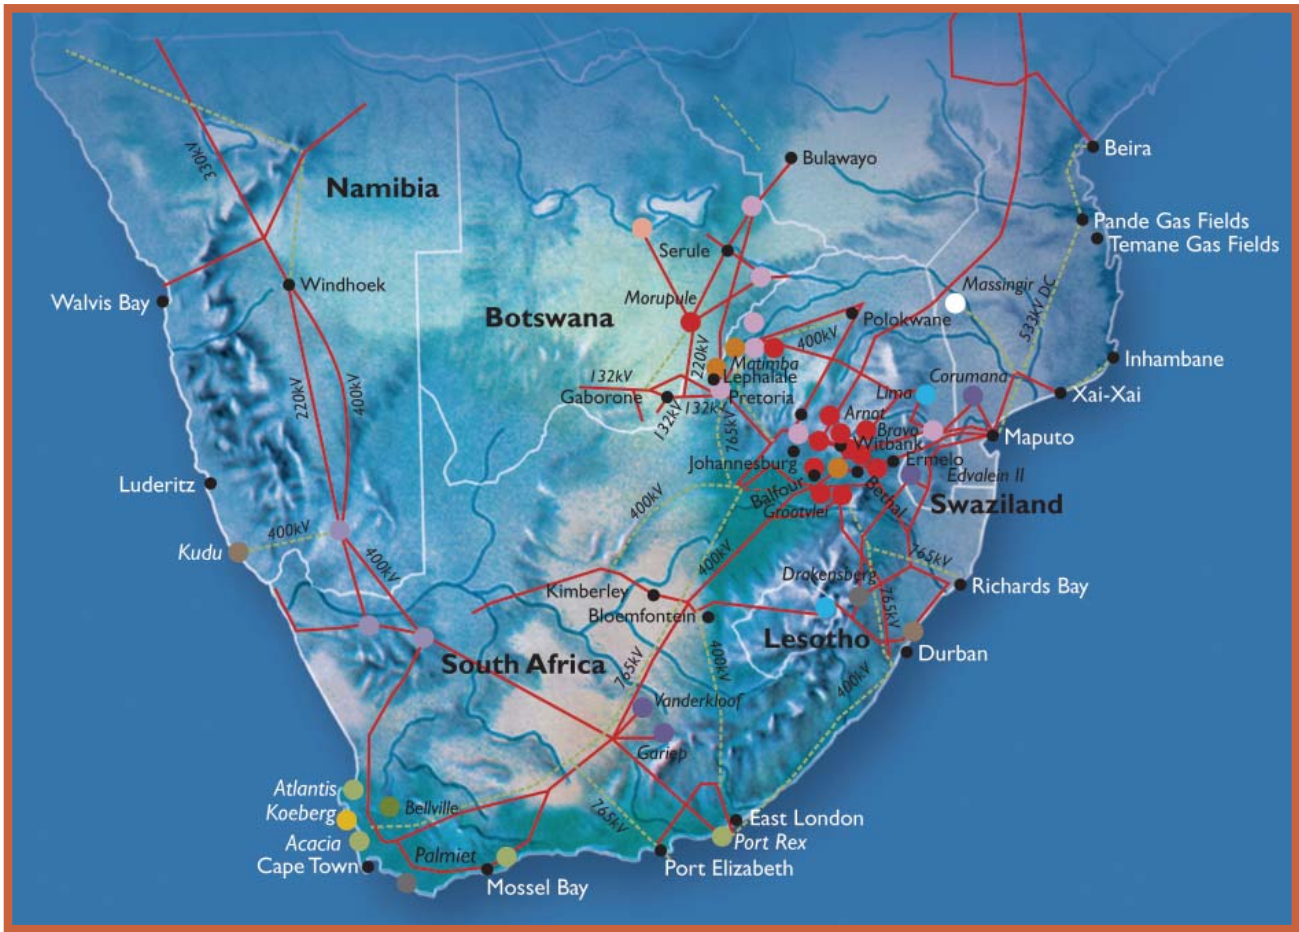 Beira
Bulawayo
330kV
Namibia
Pande Gas Fields
Temane Gas Fields
Serule
Windhoek
Massingir
Walvis Bay
Morupule
533kV DC
Botswana
Polokwane
400kV
220kV
Matimba
Inhambane
132kV
Lephalale
Corumana
220kV
400kV
Gaborone
132kV
132kV
Pretoria
Lima
Xai-Xai
Arnot
Bravo
765kV
Witbank
Maputo
Johannesburg
Ermelo
Luderitz
Balfour
Bethal
Edvalein II
400kV
Grootvlei
Swaziland
400kV
Kudu
400kV
400kV
765kV
Drakensberg
Kimberley
Richards Bay
765kV
Bloemfontein
Lesotho
South Africa
765kV
400kV
Durban
400kV
Vanderkloof
Gariep
Atlantis
Koeberg
Bellville
765kV
East London
Acacia
Port Rex
Palmiet
Cape Town
Port Elizabeth
Mossel Bay